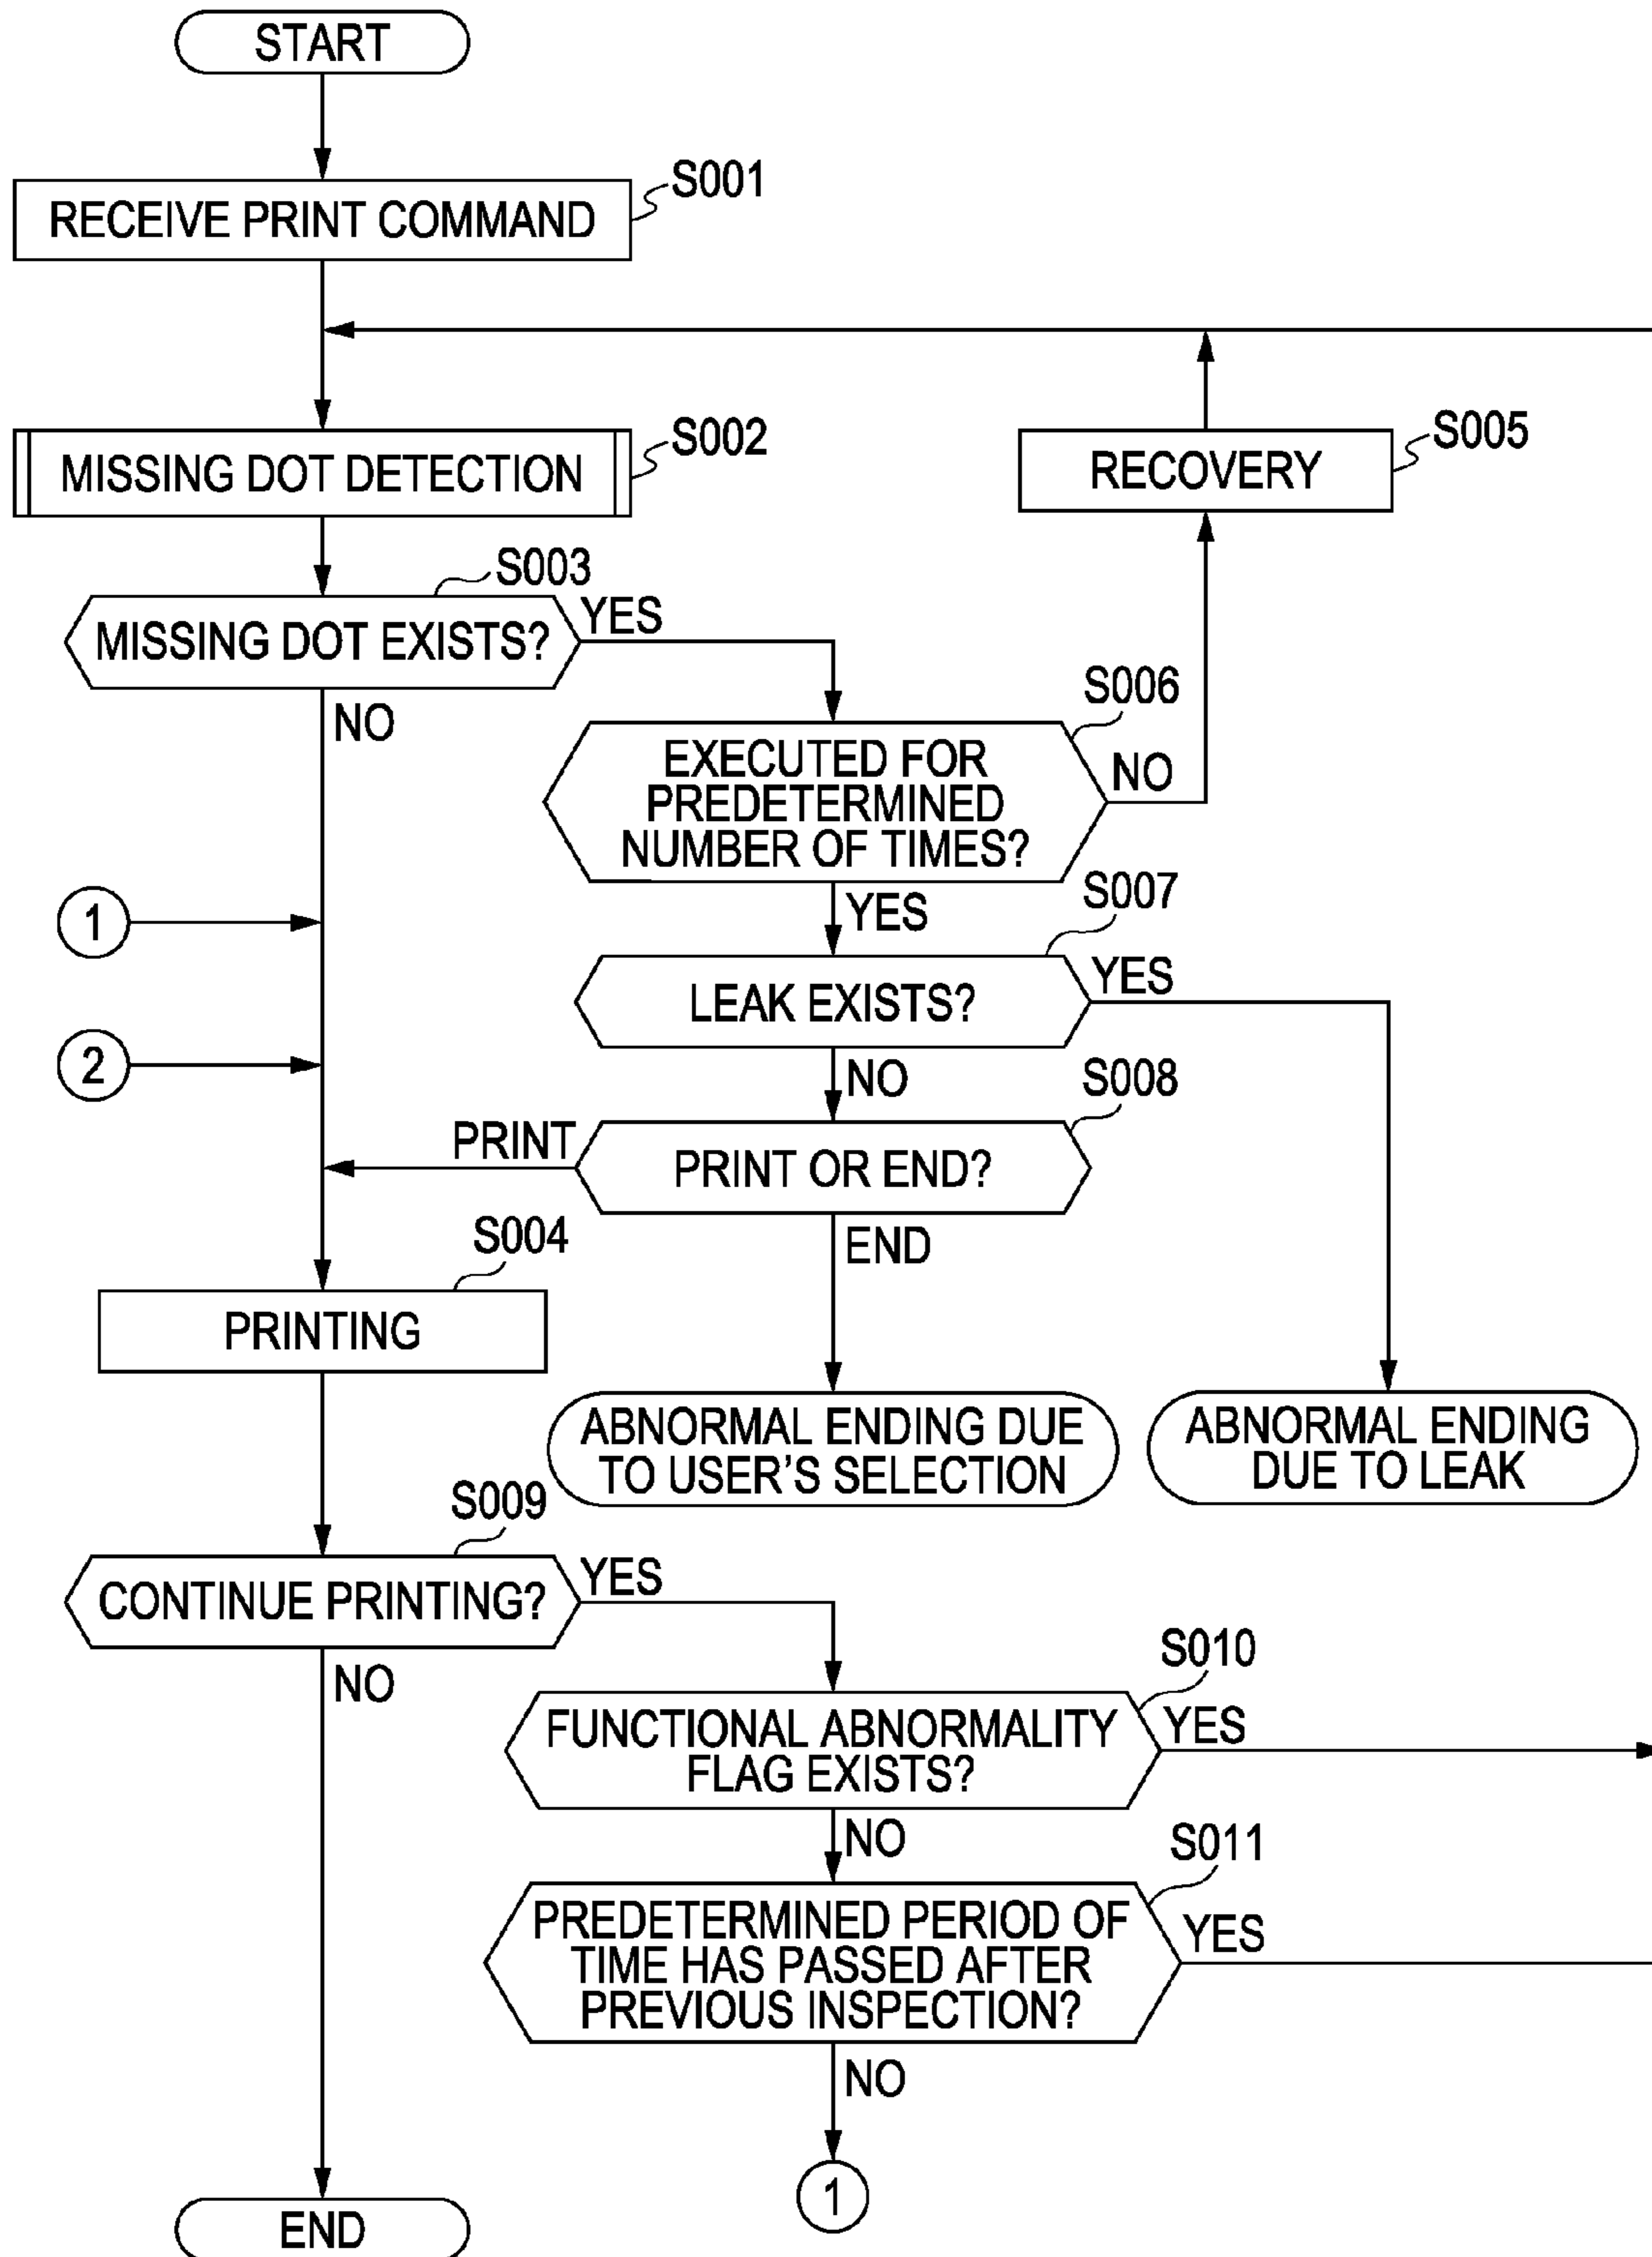 START
S001
RECEIVE PRINT COMMAND
S002
MISSING DOT DETECTION
S005
RECOVERY
S003
MISSING DOT EXISTS?
YES
NO
S006
EXECUTED FOR
PREDETERMINED
NUMBER OF TIMES?
NO
YES
1
S007
LEAK EXISTS?
YES
NO
2
S008
PRINT
PRINT OR END?
END
S004
PRINTING
ABNORMAL ENDING DUE
TO USER'S SELECTION
ABNORMAL ENDING
DUE TO LEAK
S009
CONTINUE PRINTING?
YES
NO
S010
FUNCTIONAL ABNORMALITY
FLAG EXISTS?
YES
NO
S011
PREDETERMINED PERIOD OF
TIME HAS PASSED AFTER
PREVIOUS INSPECTION?
YES
NO
1
END